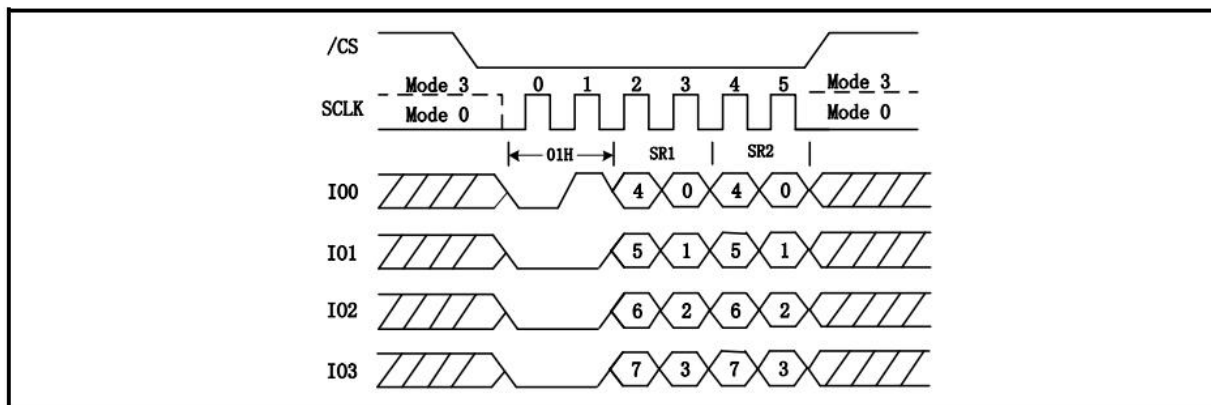 /CS
Mode 3 0 1 2 3 4 5 Mode 3
SCLK Mode 0 Mode 0
01H SR1 SR2
IO0 4 0 4 0
IO1 5 1 5 1
IO2 6 2 6 2
IO3 7 3 7 3